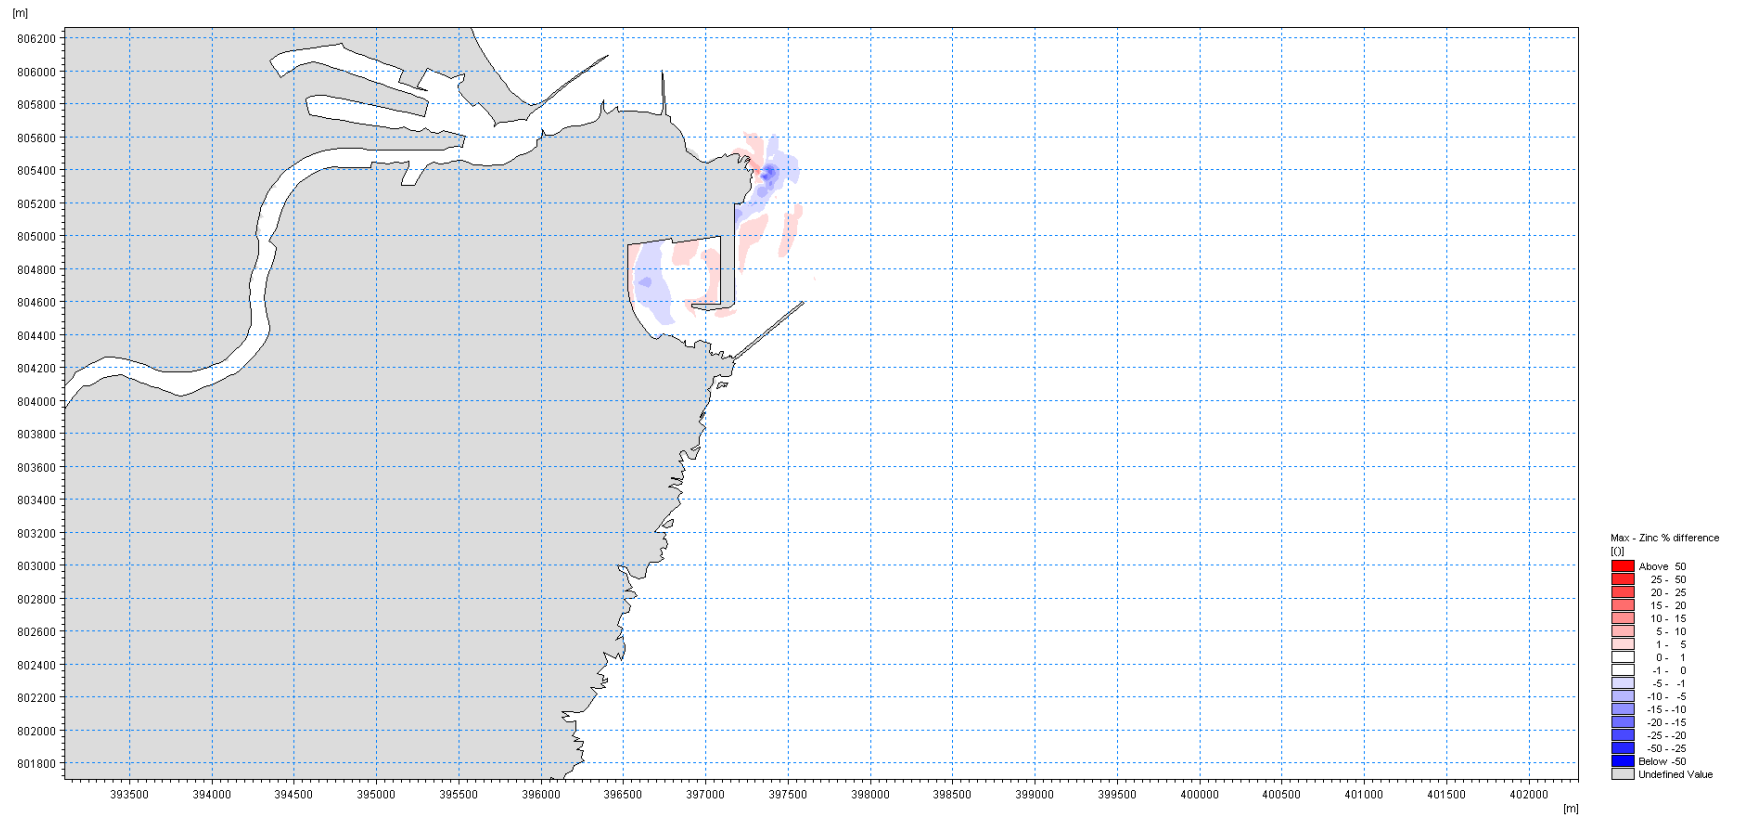 [m]
806200
806000
805800
805600
805400
805200
805000
804800
804600
804400
804200
804000
803800
803600
803400
803200
803000
802800
802600
802400
802200
802000
801800
393500 394000 394500 395000 395500 396000 396500 397000 397500 398000 398500 399000 399500 400000 400500 401000 401500 402000
[m]
Max - Zinc % difference
[()]
Above 50
25 - 50
20 - 25
15 - 20
10 - 15
5 - 10
1 - 5
0 - 1
-1 - 0
-5 - -1
-10 - -5
-15 - -10
-20 - -15
-25 - -20
-50 - -25
Below -50
Undefined Value